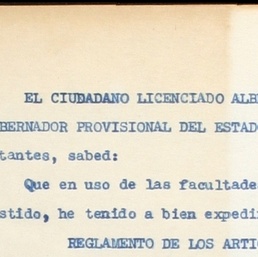 EL CIUDADANO LICENCIADO ALB
BERNADOR PROVISIONAL DEL ESTADO
tantes, sabed:
Que en uso de las facultades
stido, he tenido a bien expedir
REGLAMENTO DE LOS ARTIC